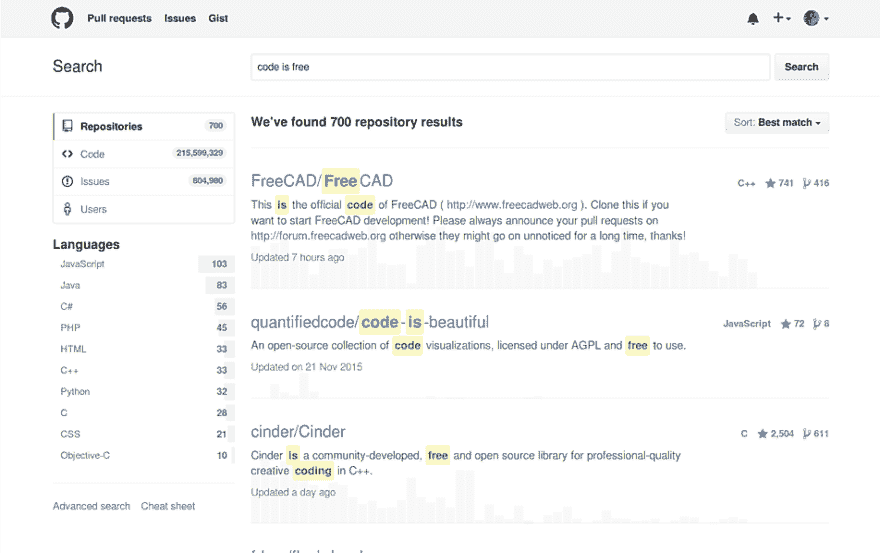 Pull requests Issues Gist
Search
code is free
Search
Repositories 700
Code 215,599,329
Issues 804,980
Users
Languages
JavaScript 103
Java 83
C# 56
PHP 45
HTML 33
C++ 33
Python 32
C 28
CSS 21
Objective-C 10
Advanced search Cheat sheet
We've found 700 repository results
Sort: Best match
FreeCAD/FreeCAD
C++ 741 416
This is the official code of FreeCAD ( http://www.freecadweb.org ). Clone this if you
want to start FreeCAD development! Please always announce your pull requests on
http://forum.freecadweb.org otherwise they might go on unnoticed for a long time, thanks!
Updated 7 hours ago
quantifiedcode/code-is-beautiful
JavaScript 72 8
An open-source collection of code visualizations, licensed under AGPL and free to use.
Updated on 21 Nov 2015
cinder/Cinder
C 2,504 611
Cinder is a community-developed, free and open source library for professional-quality
creative coding in C++.
Updated a day ago